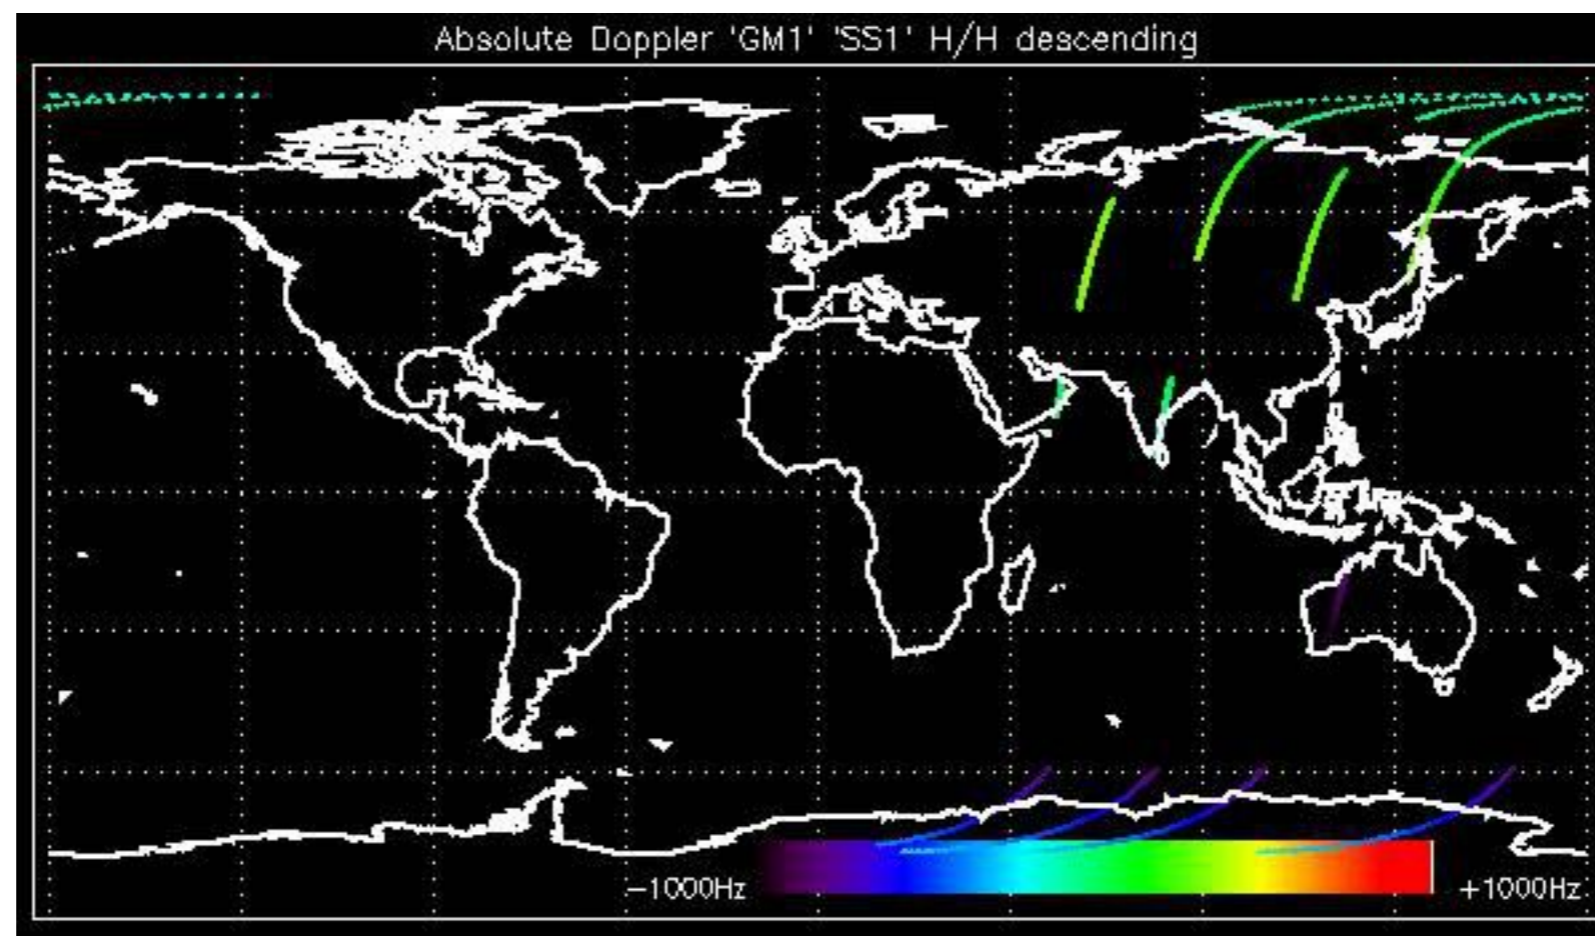 Absolute Doppler 'GM1' 'SS1' H/H descending
−1000Hz
+1000Hz